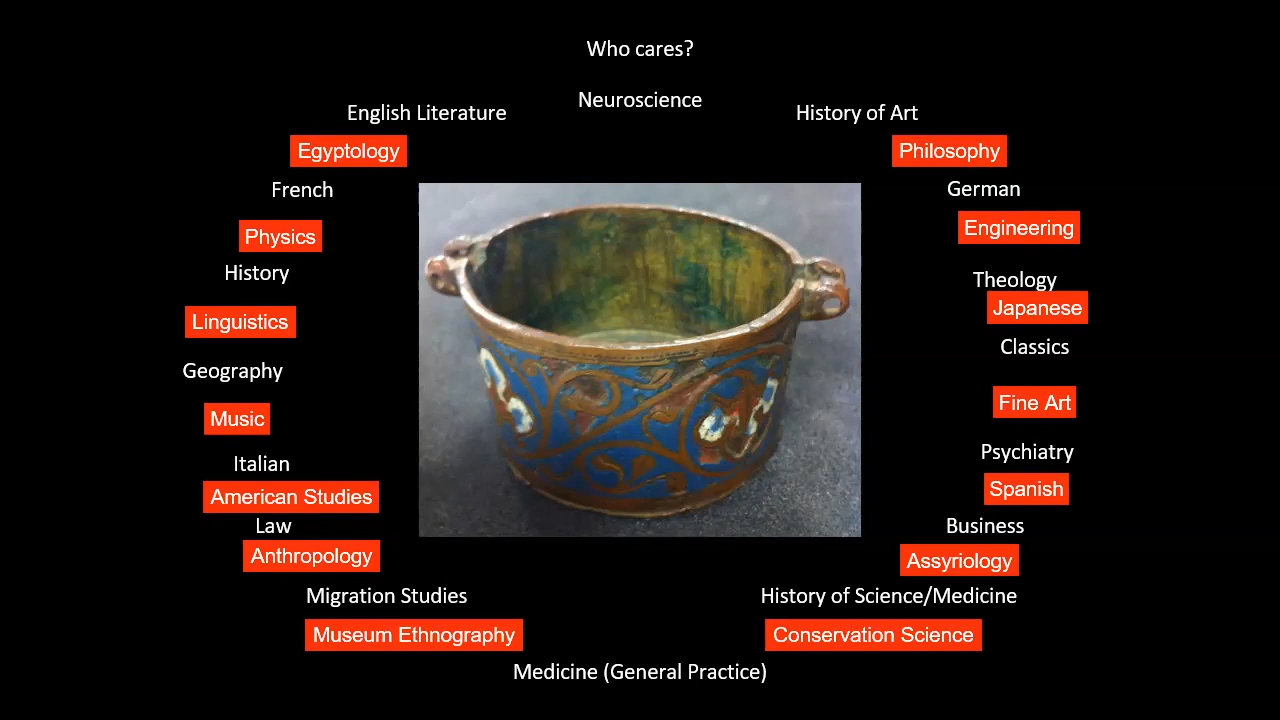 Who cares?
Neuroscience
English Literature
History of Art
Egyptology
Philosophy
French
German
Physics
Engineering
History
Theology
Linguistics
Japanese
Geography
Classics
Music
Fine Art
Italian
Psychiatry
American Studies
Spanish
Law
Business
Anthropology
Assyriology
Migration Studies
History of Science/Medicine
Museum Ethnography
Conservation Science
Medicine (General Practice)